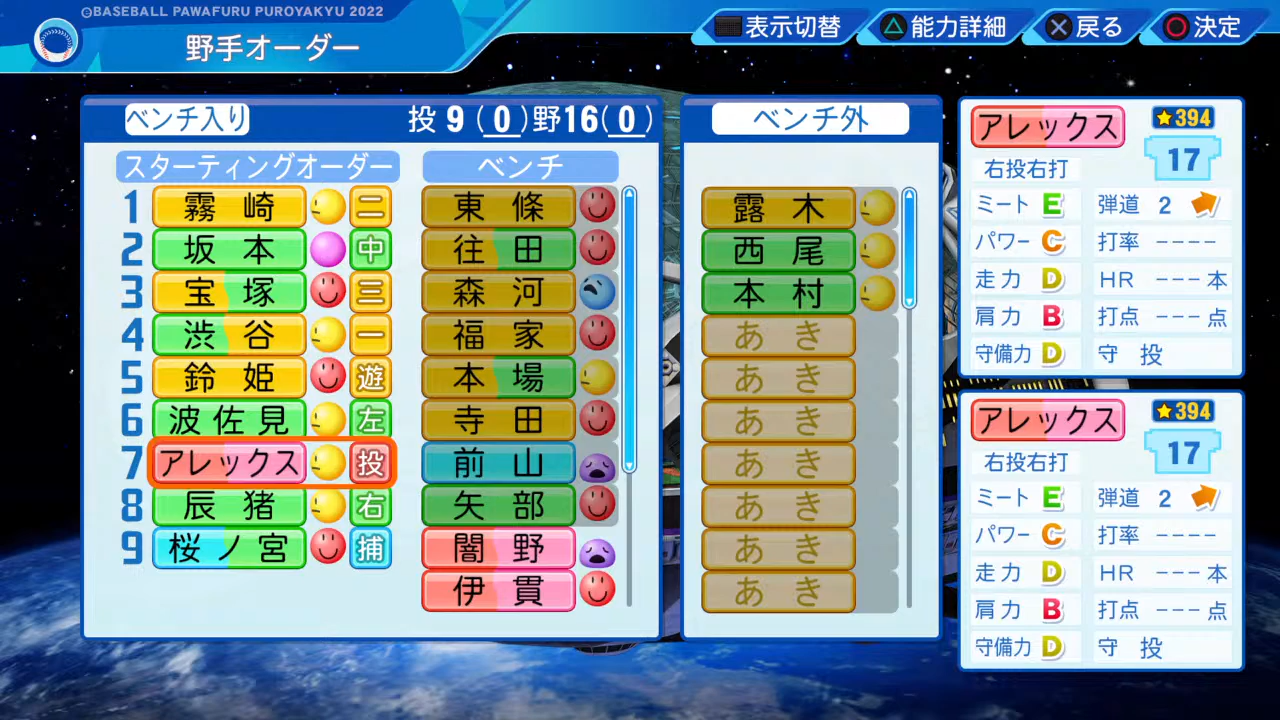 ©BASEBALL PAWAFURU PUROYAKYU 2022
野手オーダー
表示切替
能力詳細
戻る
決定
ベンチ入り
投 9 (0) 野16(0)
スターティングオーダー
1 霧崎 二
2 坂本 中
3 宝塚 三
4 渋谷 一
5 鈴姫 遊
6 波佐見 左
7 アレックス 投
8 辰猪 右
9 桜ノ宮 捕
ベンチ
東條
往田
森河
福家
本場
寺田
前山
矢部
闇野
伊貫
ベンチ外
露木
西尾
本村
あき
あき
あき
あき
あき
あき
あき
アレックス
★394
17
右投右打
ミート E 弾道 2
パワー C 打率 ----
走力 D HR ---本
肩力 B 打点 ---点
守備力 D 守 投
アレックス
★394
17
右投右打
ミート E 弾道 2
パワー C 打率 ----
走力 D HR ---本
肩力 B 打点 ---点
守備力 D 守 投